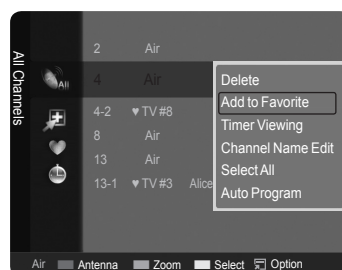 All Channels
All
2 Air
4 Air
4-2 ♥ TV #8
8 Air
13 Air
13-1 ♥ TV #3 Alice
Delete
Add to Favorite
Timer Viewing
Channel Name Edit
Select All
Auto Program
Air Antenna Zoom Select Option